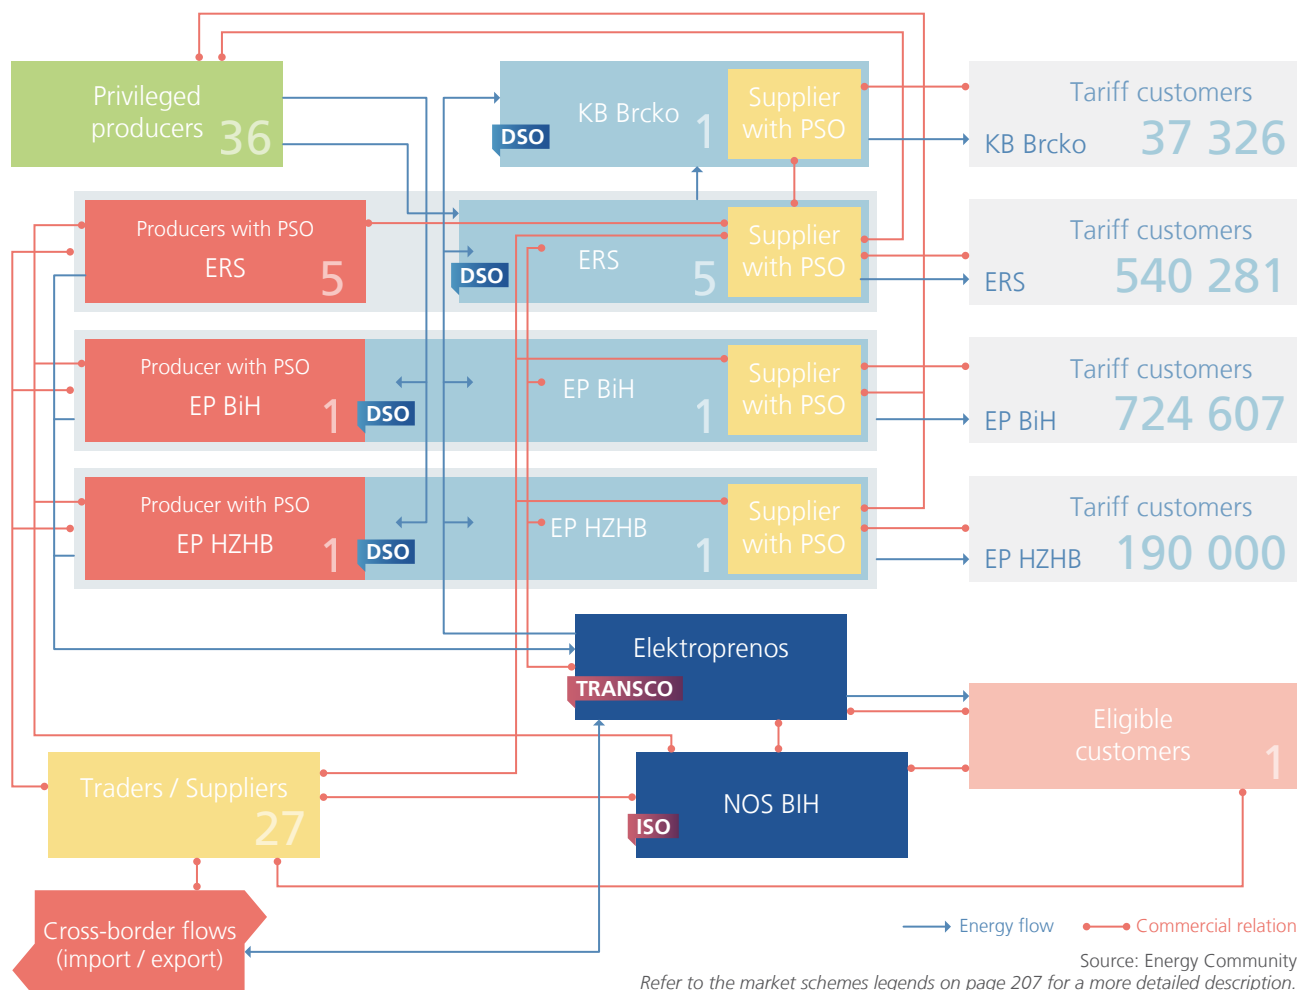 Privileged
producers 36
KB Brcko 1
DSO
Supplier
with PSO
Tariff customers
KB Brcko 37 326
Producers with PSO
ERS 5
ERS 5
DSO
Supplier
with PSO
Tariff customers
ERS 540 281
Producer with PSO
EP BiH 1
DSO
EP BiH 1
Supplier
with PSO
Tariff customers
EP BiH 724 607
Producer with PSO
EP HZHB 1
DSO
EP HZHB 1
Supplier
with PSO
Tariff customers
EP HZHB 190 000
Elektroprenos
TRANSCO
Eligible
customers 1
Traders / Suppliers
27
NOS BIH
ISO
Cross-border flows
(import / export)
Energy flow
Commercial relation
Source: Energy Community
Refer to the market schemes legends on page 207 for a more detailed description.